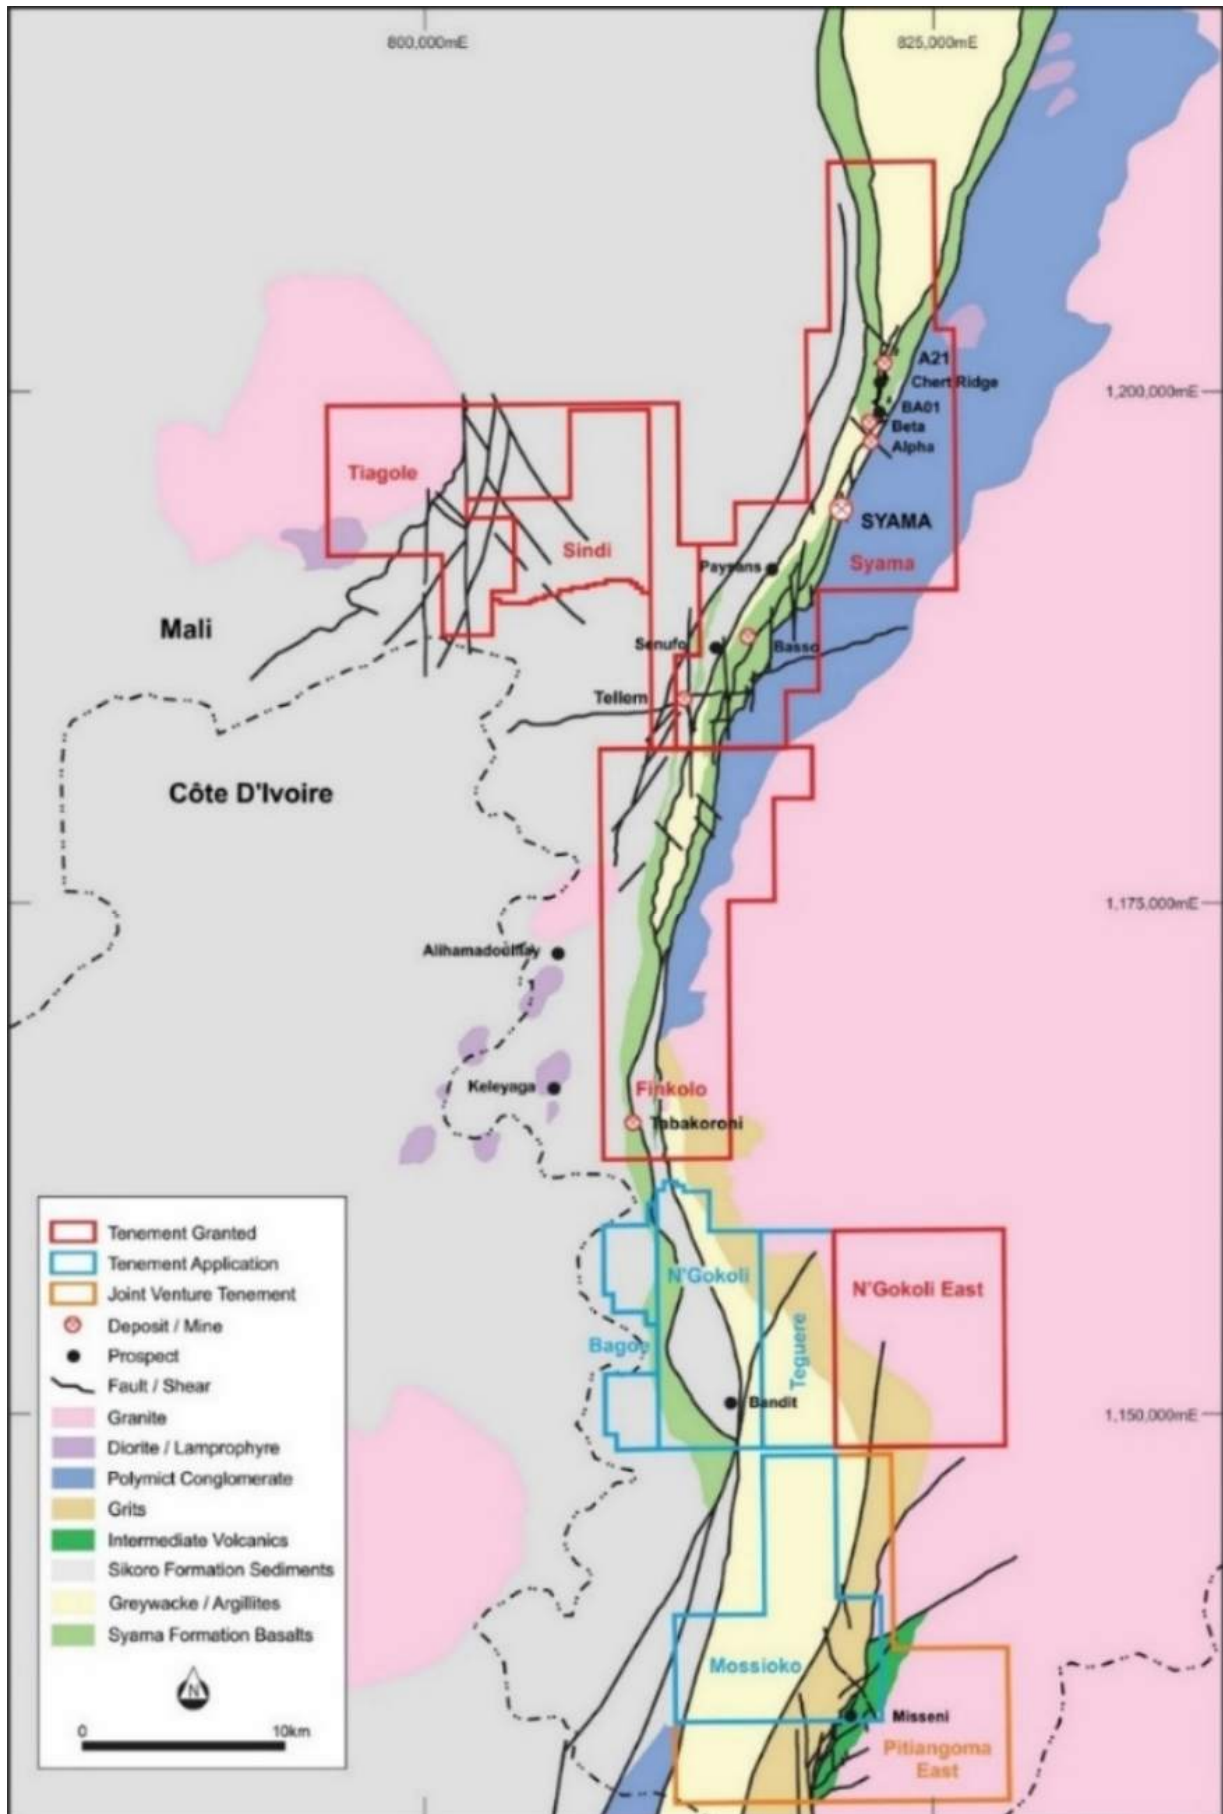 800,000mE
825,000mE
A21
Chert Ridge
1,200,000mE
BA01
Beta
Alpha
Tiagole
SYAMA
Sindi
Syama
Paysans
Mali
Senufo
Basso
Tellem
Côte D'Ivoire
1,175,000mE
Alihamadoulilay
Keleyaga
Finkolo
Tabakoroni
N'Gokoli
N'Gokoli East
Bagoe
Teguere
Bandit
1,150,000mE
Mossioko
Misseni
Pitiangoma
East
Tenement Granted
Tenement Application
Joint Venture Tenement
Deposit / Mine
Prospect
Fault / Shear
Granite
Diorite / Lamprophyre
Polymict Conglomerate
Grits
Intermediate Volcanics
Sikoro Formation Sediments
Greywacke / Argillites
Syama Formation Basalts
N
0 10km